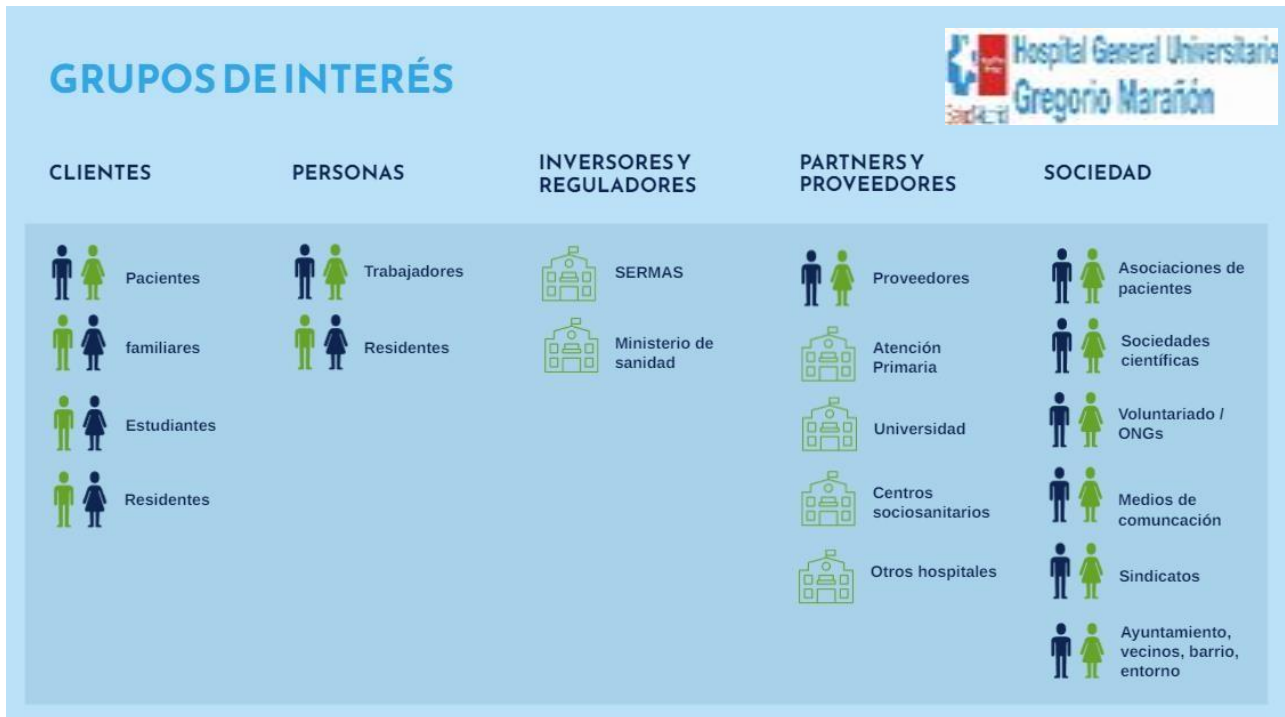 GRUPOS DE INTERÉS
Hospital General Universitario
Gregorio Marañón
CLIENTES
Pacientes
familiares
Estudiantes
Residentes
PERSONAS
Trabajadores
Residentes
INVERSORES Y
REGULADORES
SERMAS
Ministerio de
sanidad
PARTNERS Y
PROVEEDORES
Proveedores
Atención
Primaria
Universidad
Centros
sociosanitarios
Otros hospitales
SOCIEDAD
Asociaciones de
pacientes
Sociedades
científicas
Voluntariado /
ONGs
Medios de
comuncación
Sindicatos
Ayuntamiento,
vecinos, barrio,
entorno